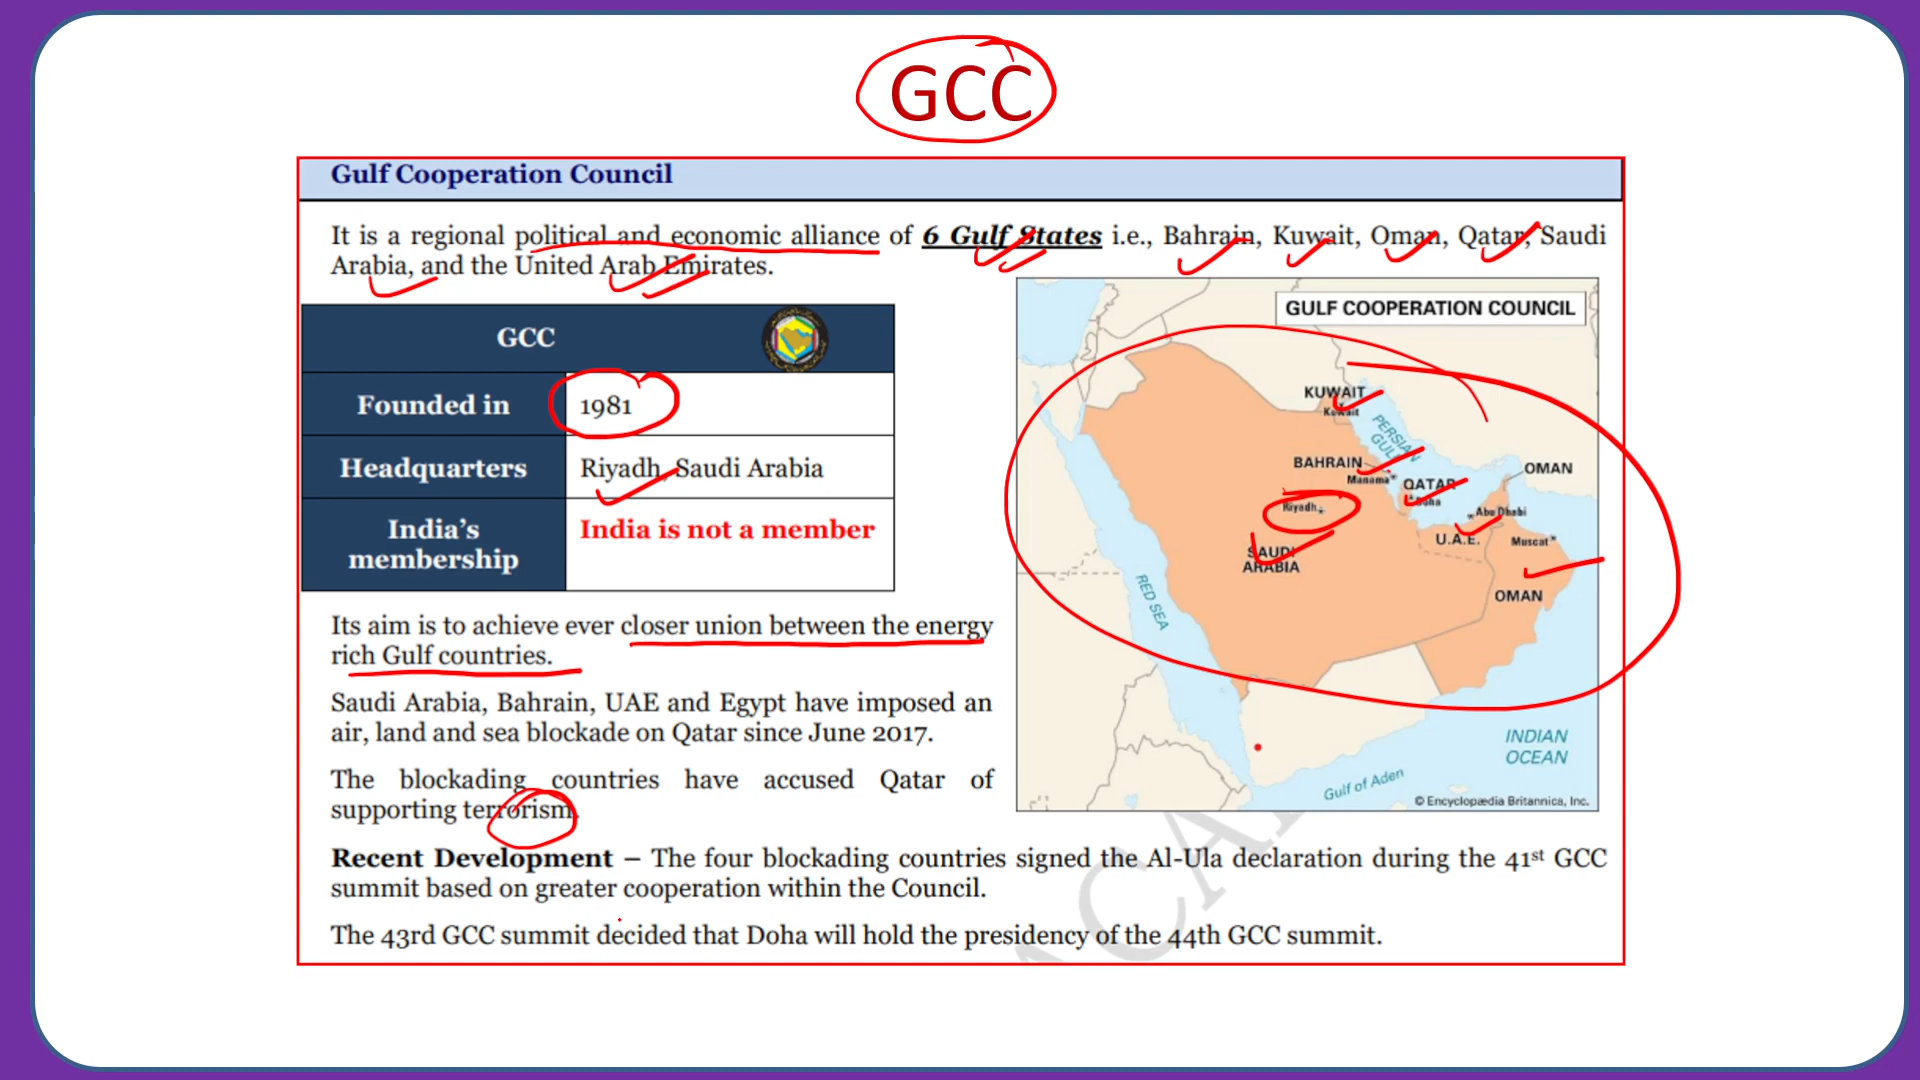 GCC
Gulf Cooperation Council
It is a regional political and economic alliance of 6 Gulf States i.e., Bahrain, Kuwait, Oman, Qatar, Saudi
Arabia, and the United Arab Emirates.
GCC
Founded in 1981
Headquarters Riyadh, Saudi Arabia
India's
membership
India is not a member
Its aim is to achieve ever closer union between the energy
rich Gulf countries.
Saudi Arabia, Bahrain, UAE and Egypt have imposed an
air, land and sea blockade on Qatar since June 2017.
The blockading countries have accused Qatar of
supporting terrorism.
GULF COOPERATION COUNCIL
KUWAIT
Kuwait
PERSIAN
GULF
BAHRAIN
Manama
QATAR
Doha
OMAN
Riyadh
Abu Dhabi
U.A.E.
Muscat
SAUDI
ARABIA
OMAN
RED SEA
INDIAN
OCEAN
Gulf of Aden
© Encyclopædia Britannica, Inc.
Recent Development – The four blockading countries signed the Al-Ula declaration during the 41st GCC
summit based on greater cooperation within the Council.
The 43rd GCC summit decided that Doha will hold the presidency of the 44th GCC summit.